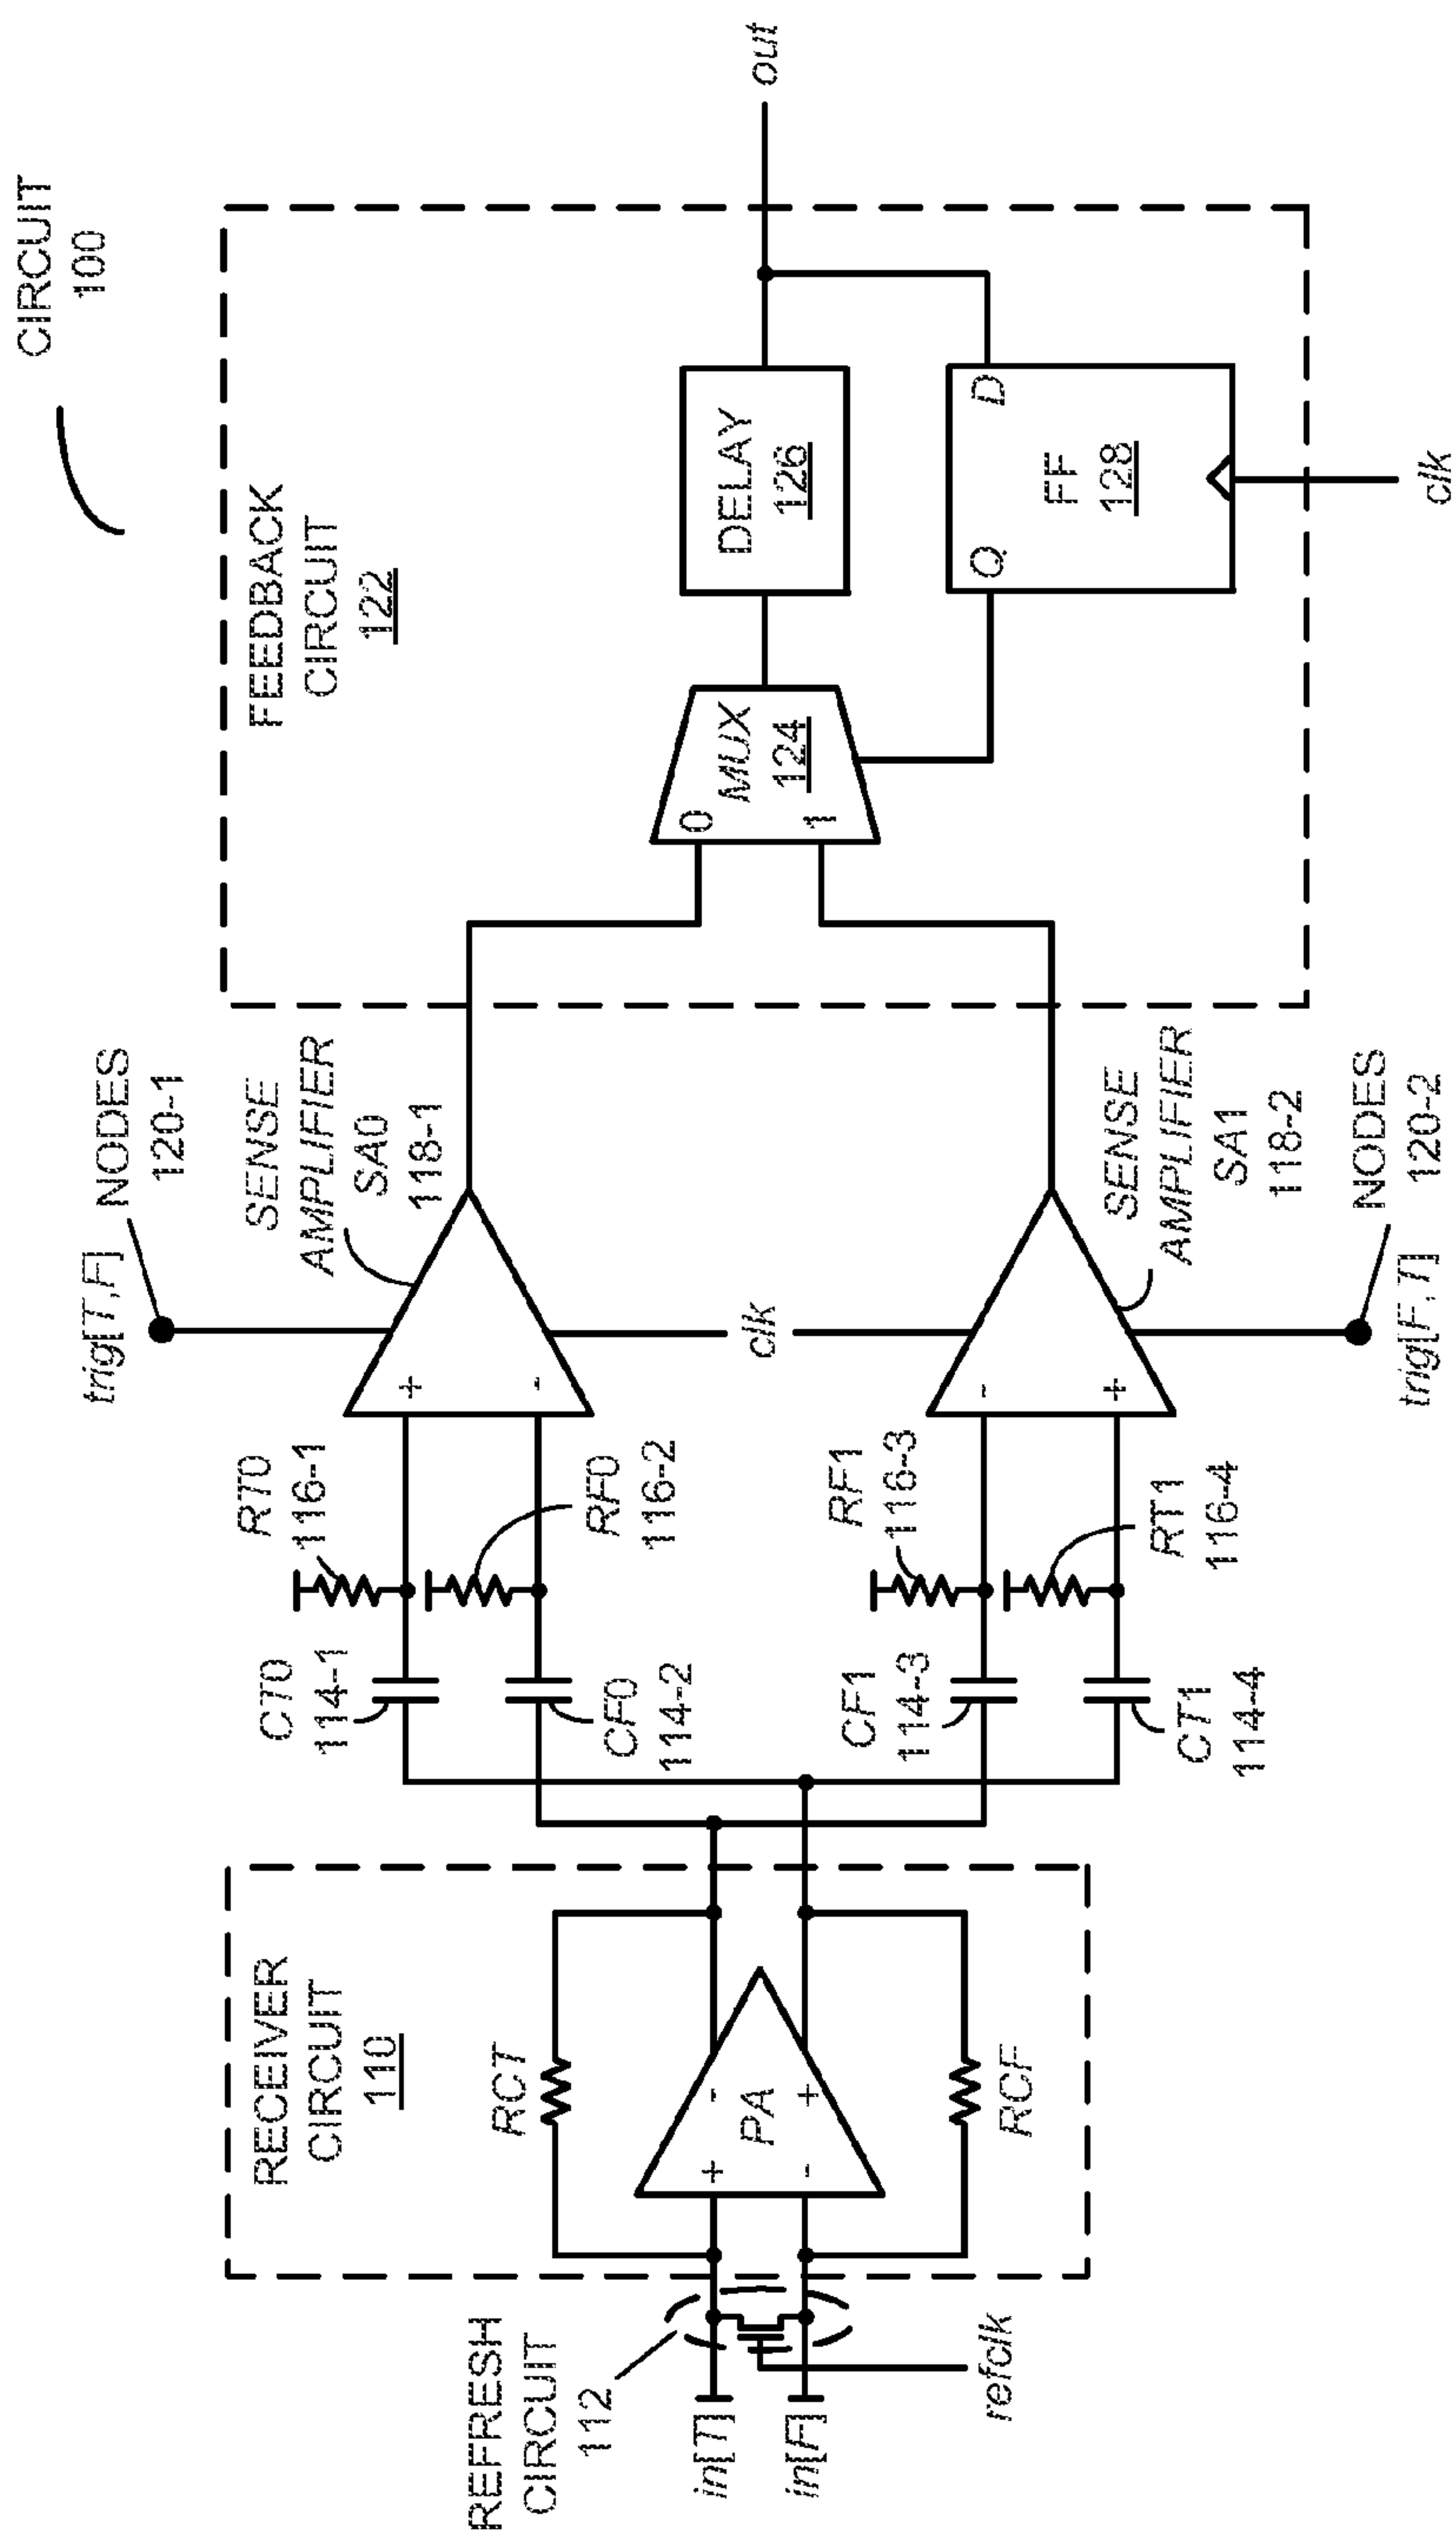 CIRCUIT
100
FEEDBACK
CIRCUIT
122
out
DELAY
126
MUX
124
0
1
Q
D
FF
128
clk
trig[T,F]
NODES
120-1
SENSE
AMPLIFIER
SA0
118-1
+
-
clk
-
+
SENSE
AMPLIFIER
SA1
118-2
NODES
120-2
trig[F,T]
RT0
116-1
RF0
116-2
RF1
116-3
RT1
116-4
CT0
114-1
CF0
114-2
CF1
114-3
CT1
114-4
RECEIVER
CIRCUIT
110
RCT
+ -
PA
- +
RCF
REFRESH
CIRCUIT
112
in[T]
in[F]
refclk